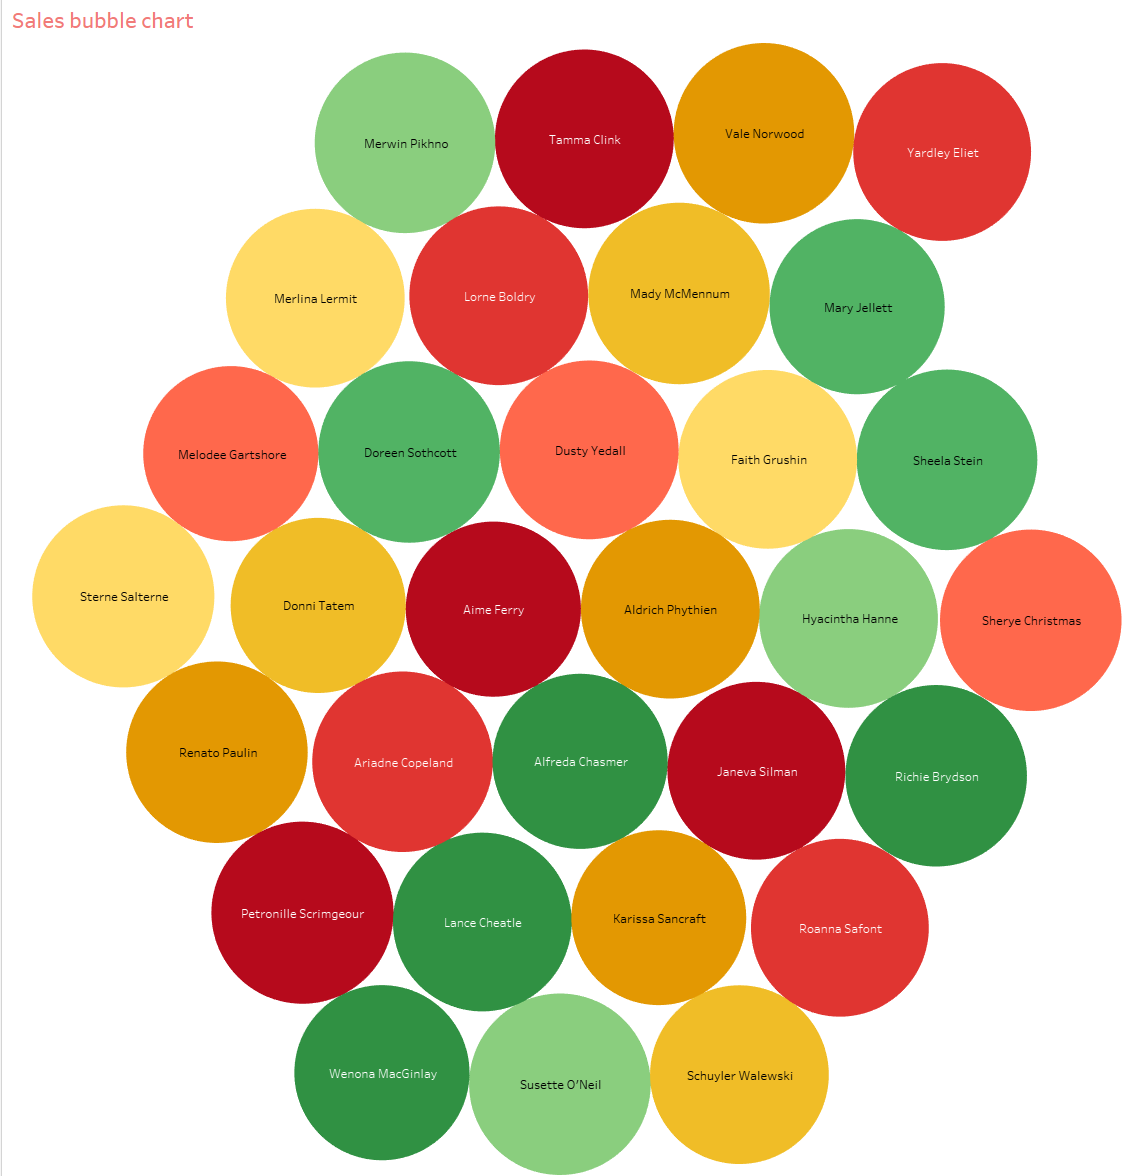 Sales bubble chart
Merwin Pikhno
Tamma Clink
Vale Norwood
Yardley Eliet
Merlina Lermit
Lorne Boldry
Mady McMennum
Mary Jellett
Melodee Gartshore
Doreen Sothcott
Dusty Yedall
Faith Grushin
Sheela Stein
Sterne Salterne
Donni Tatem
Aime Ferry
Aldrich Phythien
Hyacintha Hanne
Sherye Christmas
Renato Paulin
Ariadne Copeland
Alfreda Chasmer
Janeva Silman
Richie Brydson
Petronille Scrimgeour
Lance Cheatle
Karissa Sancraft
Roanna Safont
Wenona MacGinlay
Susette O'Neil
Schuyler Walewski